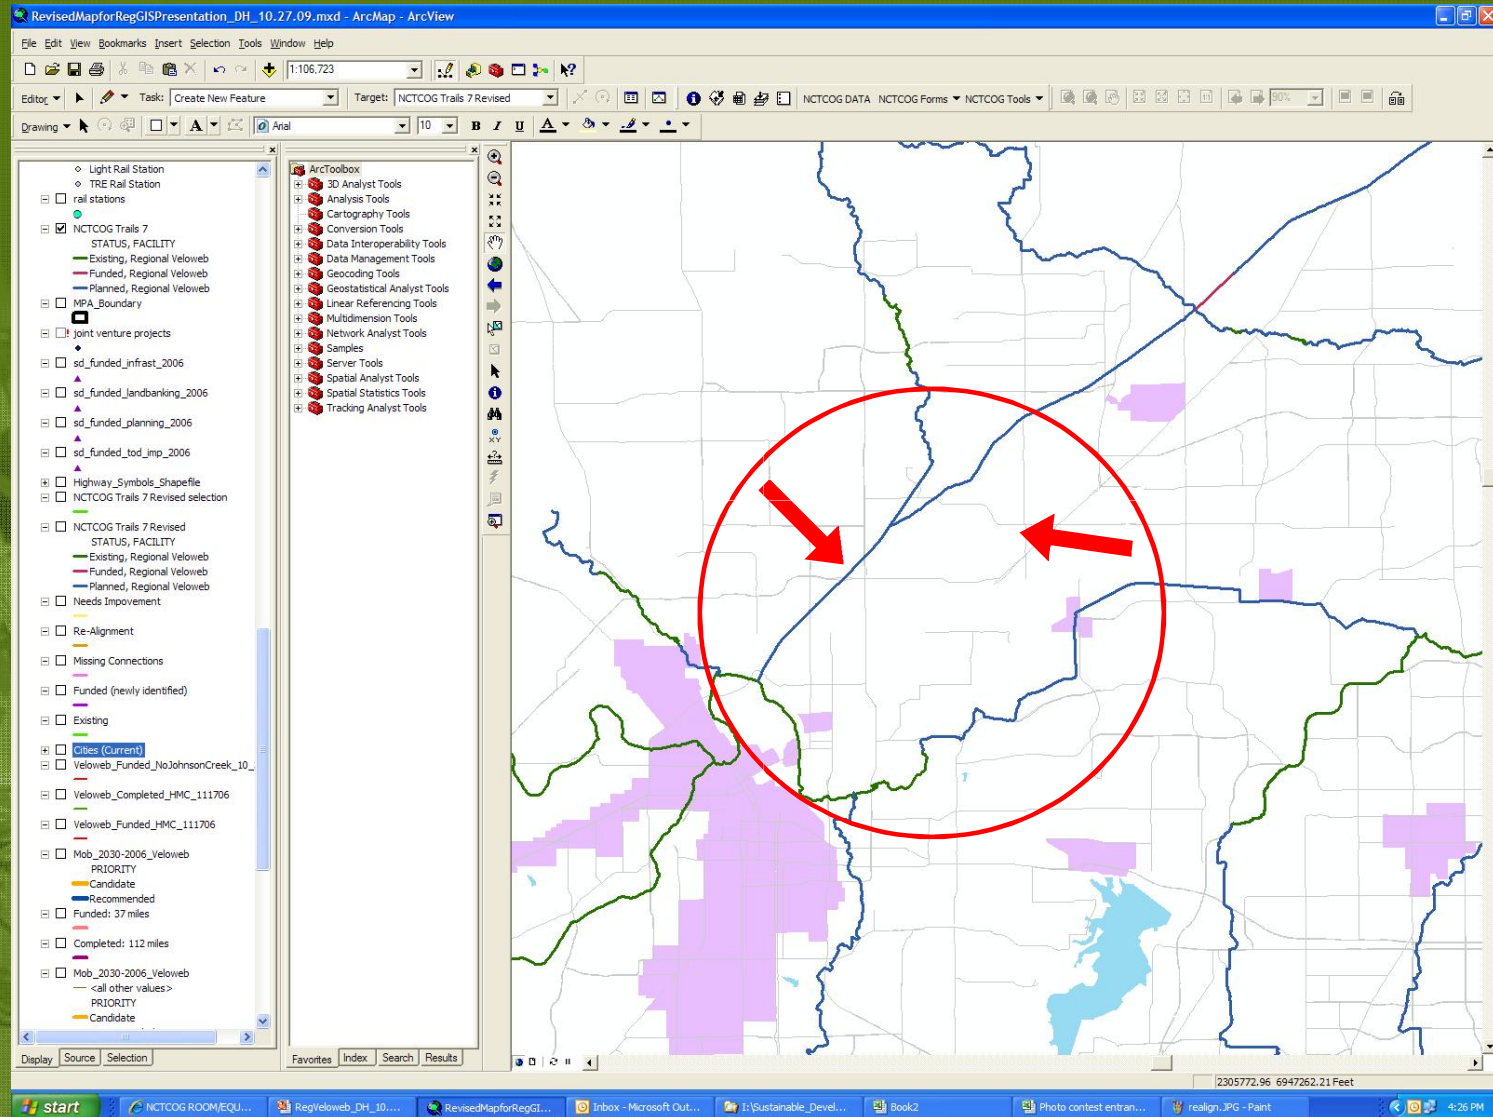 RevisedMapforRegGISPresentation_DH_10.27.09.mxd - ArcMap - ArcView
File Edit View Bookmarks Insert Selection Tools Window Help
1:106,723
Editor Task: Create New Feature Target: NCTCOG Trails 7 Revised NCTCOG DATA NCTCOG Forms NCTCOG Tools 90%
Drawing A Arial 10 B I U A
Light Rail Station
TRE Rail Station
rail stations
NCTCOG Trails 7
STATUS, FACILITY
Existing, Regional Veloweb
Funded, Regional Veloweb
Planned, Regional Veloweb
MPA_Boundary
joint venture projects
sd_funded_infrast_2006
sd_funded_landbanking_2006
sd_funded_planning_2006
sd_funded_tod_imp_2006
Highway_Symbols_Shapefile
NCTCOG Trails 7 Revised selection
NCTCOG Trails 7 Revised
STATUS, FACILITY
Existing, Regional Veloweb
Funded, Regional Veloweb
Planned, Regional Veloweb
Needs Impovement
Re-Alignment
Missing Connections
Funded (newly identified)
Existing
Cities (Current)
Veloweb_Funded_NoJohnsonCreek_10_
Veloweb_Completed_HMC_111706
Veloweb_Funded_HMC_111706
Mob_2030-2006_Veloweb
PRIORITY
Candidate
Recommended
Funded: 37 miles
Completed: 112 miles
Mob_2030-2006_Veloweb
<all other values>
PRIORITY
Candidate
Display Source Selection
ArcToolbox
3D Analyst Tools
Analysis Tools
Cartography Tools
Conversion Tools
Data Interoperability Tools
Data Management Tools
Geocoding Tools
Geostatistical Analyst Tools
Linear Referencing Tools
Multidimension Tools
Network Analyst Tools
Samples
Server Tools
Spatial Analyst Tools
Spatial Statistics Tools
Tracking Analyst Tools
Favorites Index Search Results
XY
2305772.96 6947262.21 Feet
start NCTCOG ROOM/EQU... RegVeloweb_DH_10.... RevisedMapforRegGI... Inbox - Microsoft Out... I:\Sustainable_Devel... Book2 Photo contest entran... realign.JPG - Paint 4:26 PM